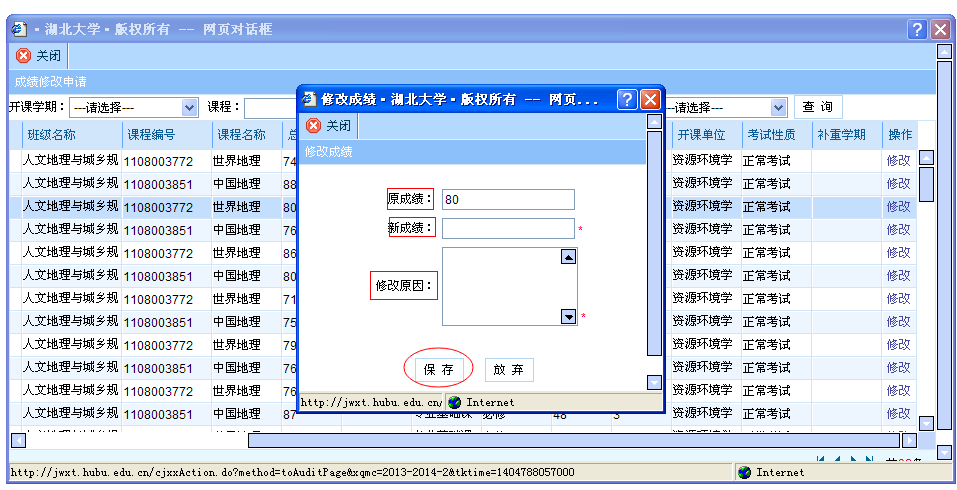 ▪湖北大学▪版权所有 -- 网页对话框
关闭
成绩修改申请
开课学期： ---请选择--- 课程： -请选择--- 查 询
班级名称 课程编号 课程名称 开课单位 考试性质 补重学期 操作
人文地理与城乡规 1108003772 世界地理 74 资源环境学 正常考试 修改
人文地理与城乡规 1108003851 中国地理 88 资源环境学 正常考试 修改
人文地理与城乡规 1108003772 世界地理 80 资源环境学 正常考试 修改
人文地理与城乡规 1108003851 中国地理 76 资源环境学 正常考试 修改
人文地理与城乡规 1108003772 世界地理 86 资源环境学 正常考试 修改
人文地理与城乡规 1108003851 中国地理 80 资源环境学 正常考试 修改
人文地理与城乡规 1108003772 世界地理 71 资源环境学 正常考试 修改
人文地理与城乡规 1108003851 中国地理 75 资源环境学 正常考试 修改
人文地理与城乡规 1108003772 世界地理 79 资源环境学 正常考试 修改
人文地理与城乡规 1108003851 中国地理 76 资源环境学 正常考试 修改
人文地理与城乡规 1108003772 世界地理 76 资源环境学 正常考试 修改
人文地理与城乡规 1108003851 中国地理 87 48 3 资源环境学 正常考试 修改
修改成绩▪湖北大学▪版权所有 -- 网页...
关闭
修改成绩
原成绩： 80
新成绩： *
修改原因： *
保 存 放 弃
http://jwxt.hubu.edu.cn/ Internet
http://jwxt.hubu.edu.cn/cjxxAction.do?method=toAuditPage&xqmc=2013-2014-2&tktime=1404788057000 Internet